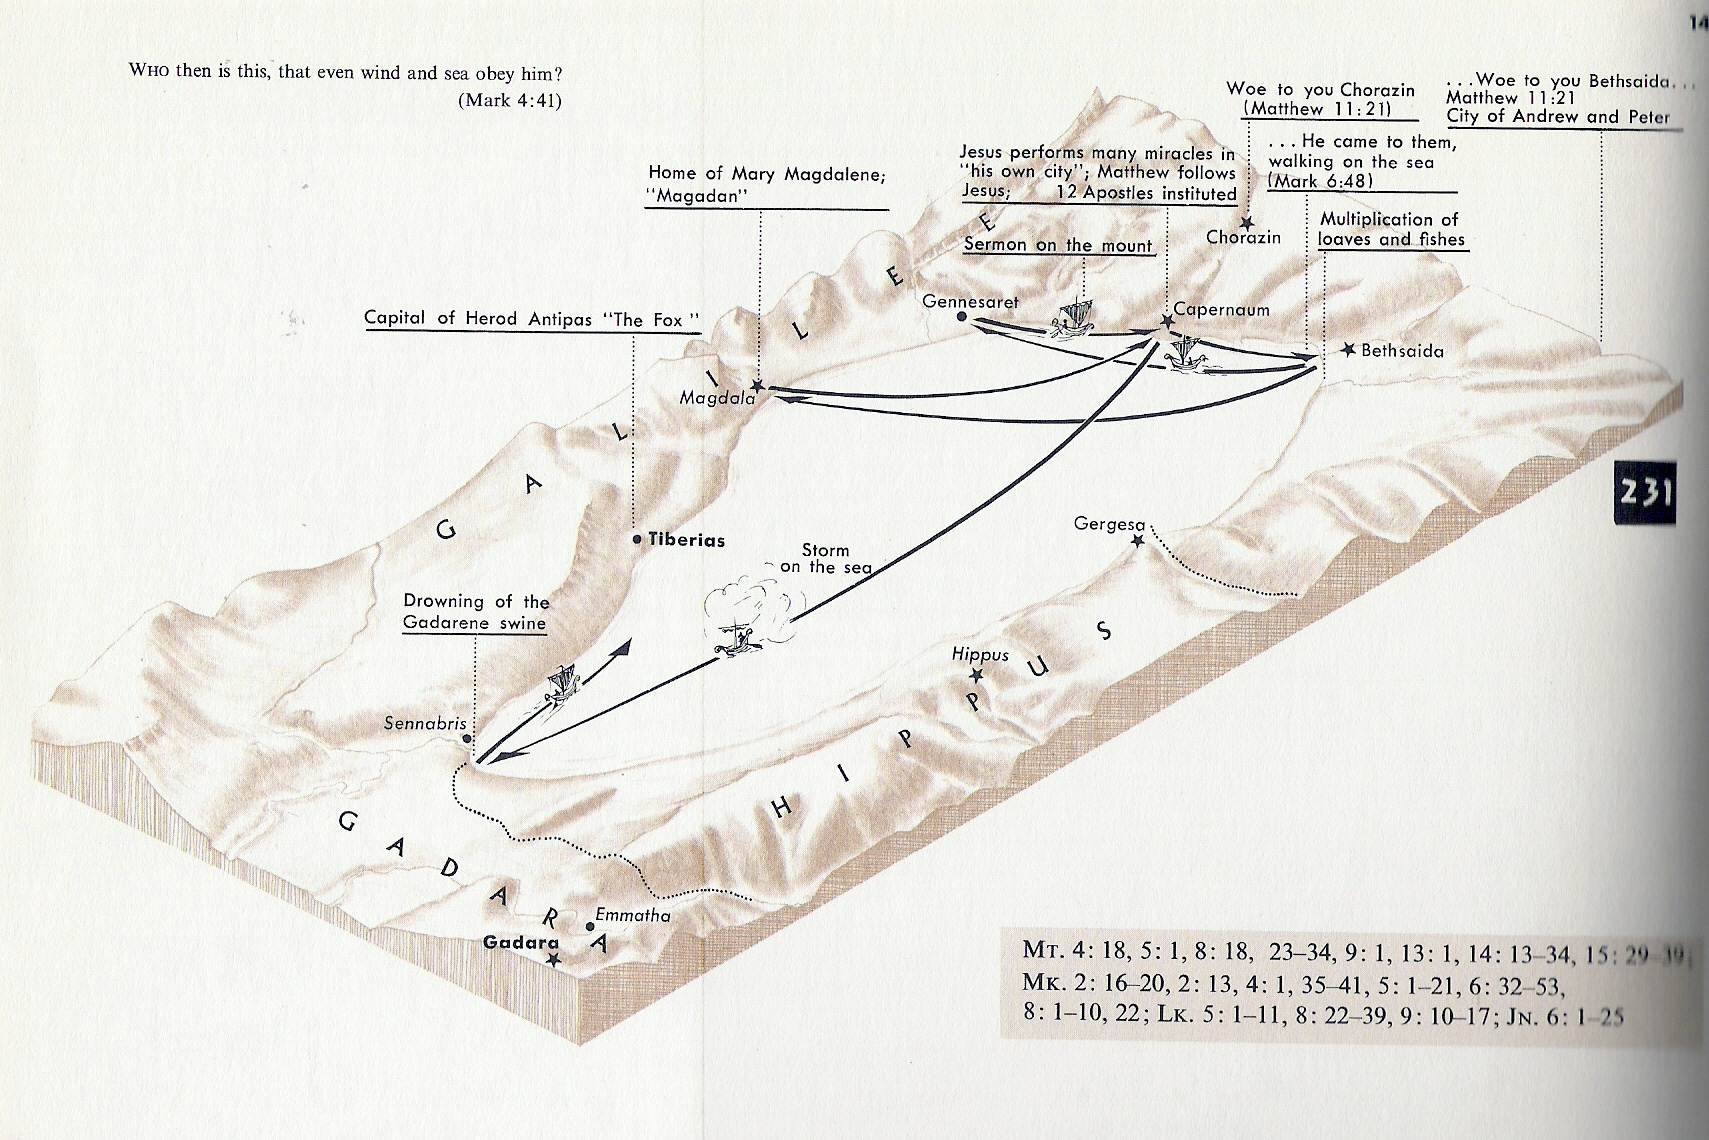 14
WHO then is this, that even wind and sea obey him?
(Mark 4:41)
Woe to you Chorazin
(Matthew 11:21)
...Woe to you Bethsaida...
Matthew 11:21
City of Andrew and Peter
...He came to them,
walking on the sea
(Mark 6:48)
Jesus performs many miracles in
"his own city"; Matthew follows
Jesus; 12 Apostles instituted
Home of Mary Magdalene;
"Magadan"
Multiplication of
loaves and fishes
Sermon on the mount
Chorazin
Capital of Herod Antipas "The Fox"
Gennesaret
Capernaum
Bethsaida
Magdala
GALILEE
231
Gergesa
Tiberias
Storm
on the sea
Drowning of the
Gadarene swine
Hippus
HIPPUS
Sennabris
GADARA
Emmatha
Gadara
MT. 4: 18, 5: 1, 8: 18, 23–34, 9: 1, 13: 1, 14: 13–34, 15: 29–39;
MK. 2: 16–20, 2: 13, 4: 1, 35–41, 5: 1–21, 6: 32–53,
8: 1–10, 22; LK. 5: 1–11, 8: 22–39, 9: 10–17; JN. 6: 1–25